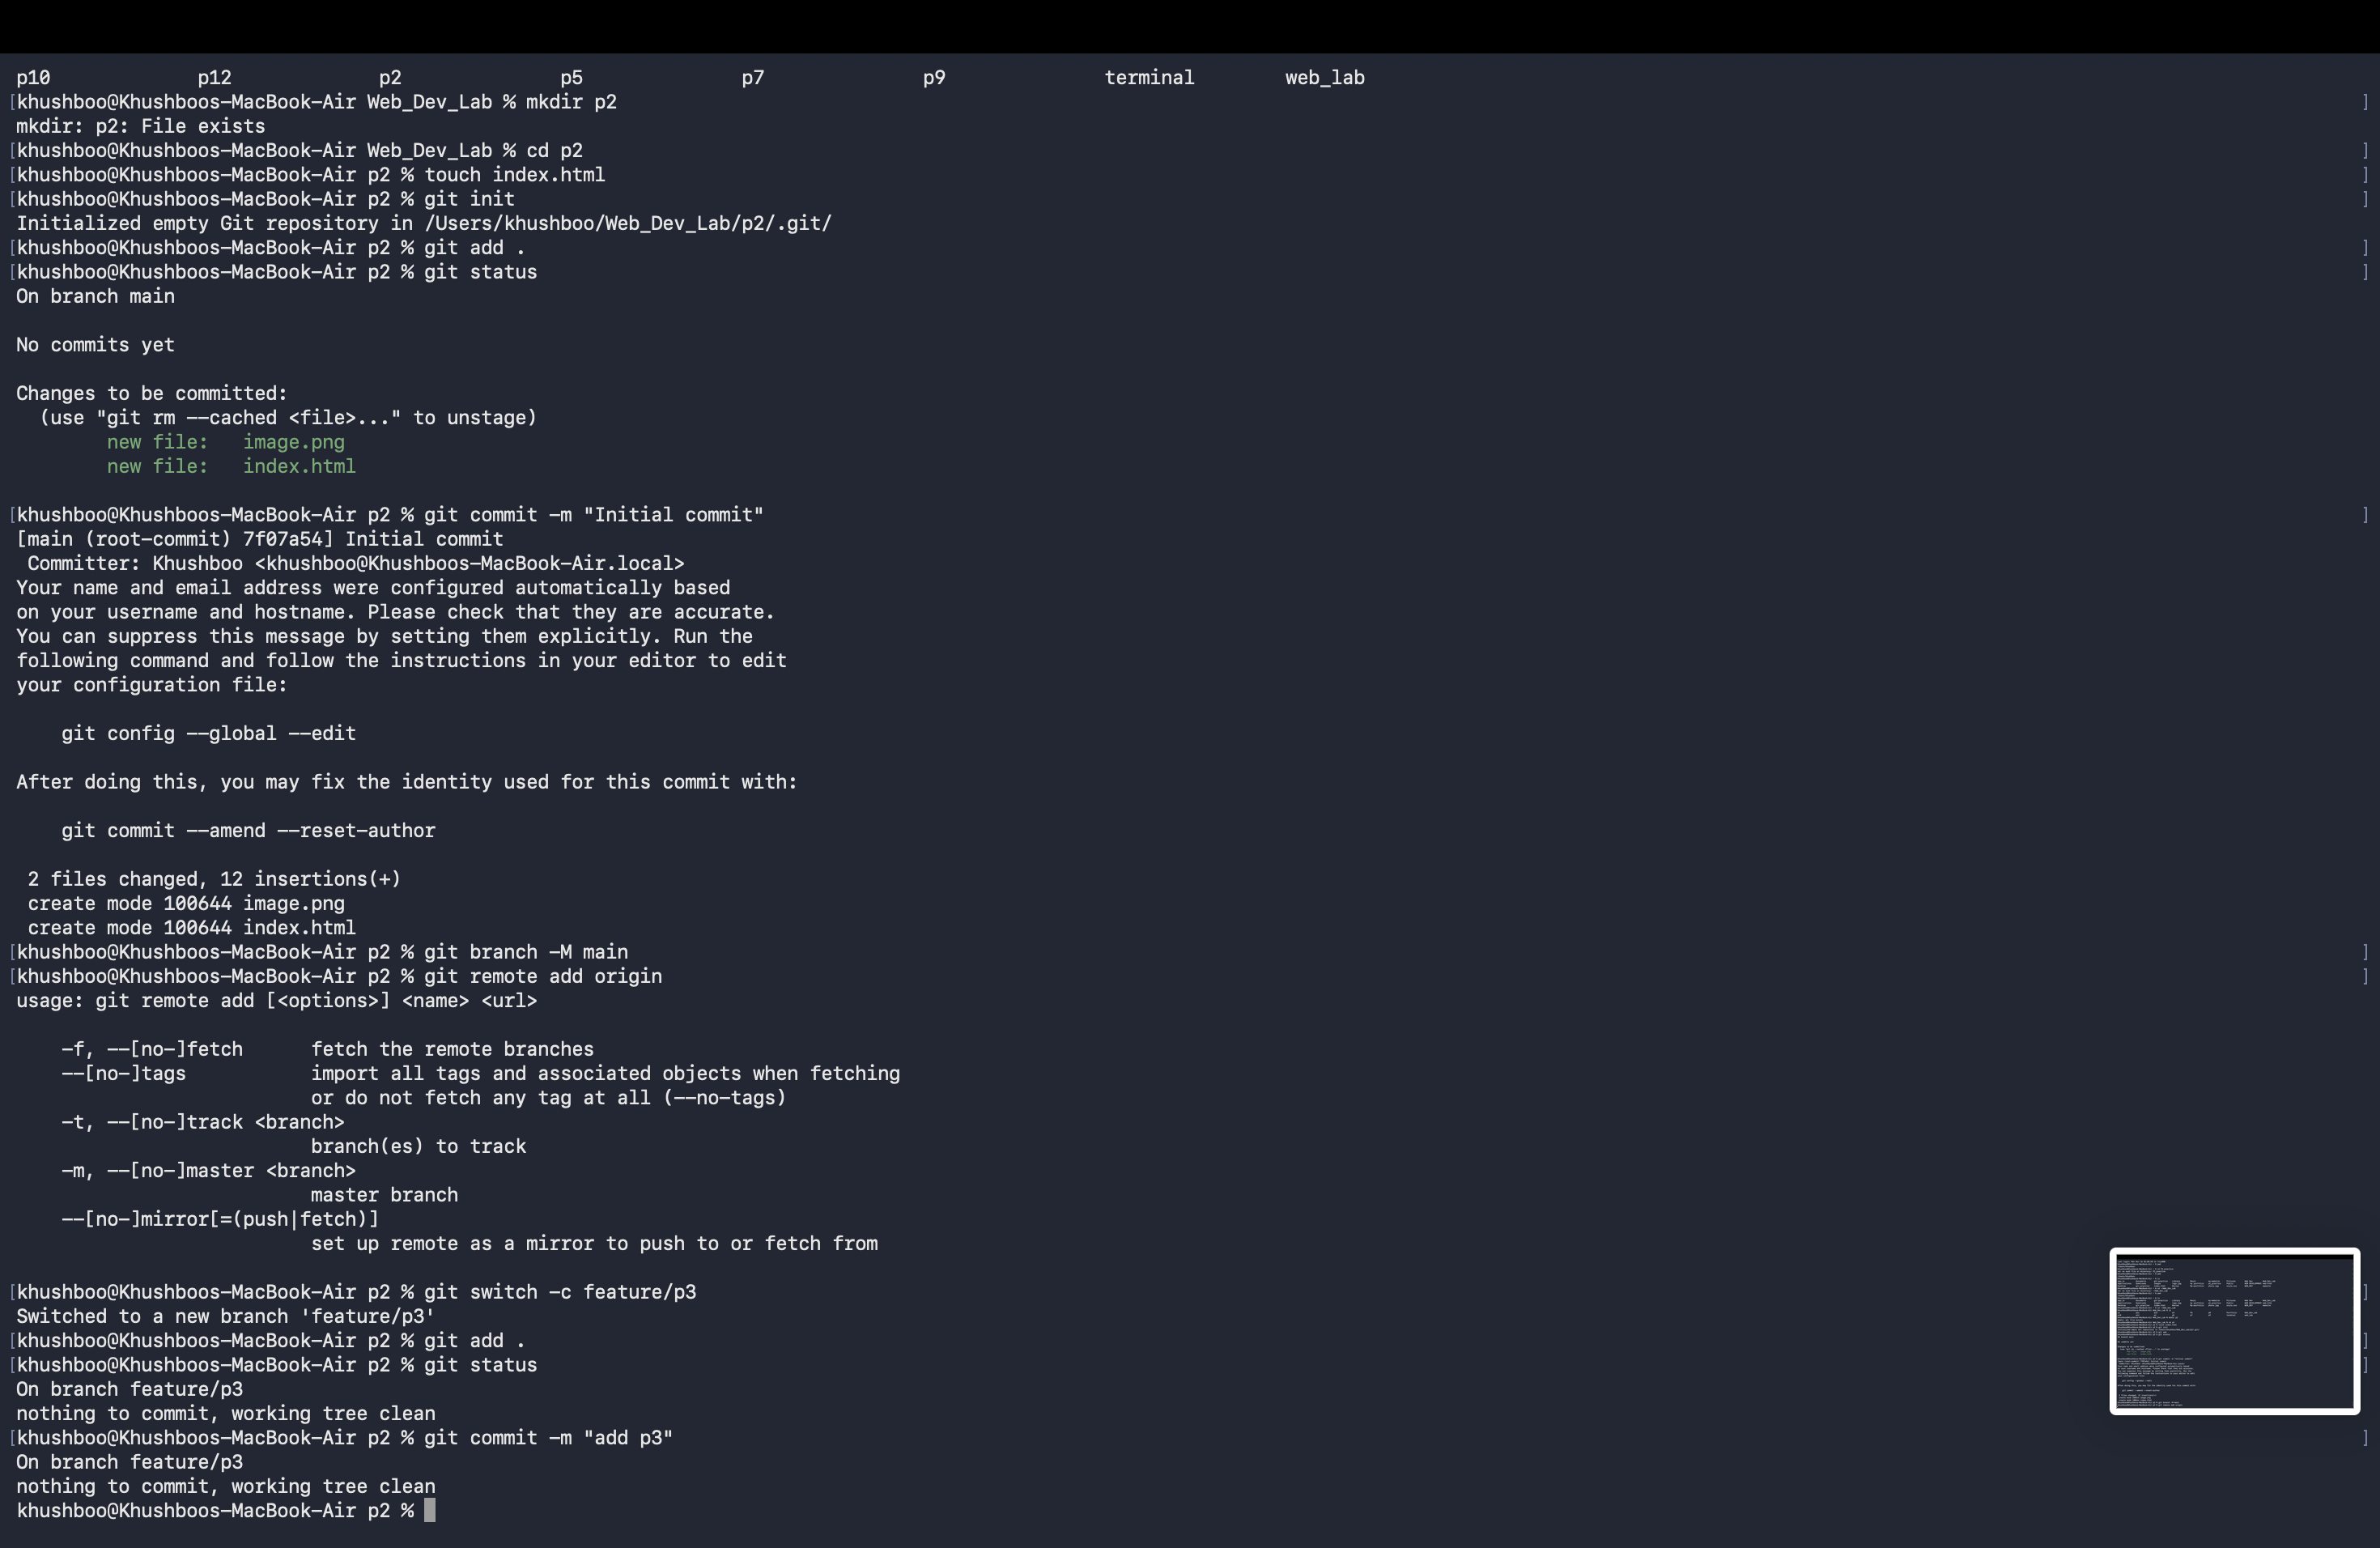 p10 p12 p2 p5 p7 p9 terminal web_lab
[khushboo@Khushboos-MacBook-Air Web_Dev_Lab % mkdir p2 ]
mkdir: p2: File exists
[khushboo@Khushboos-MacBook-Air Web_Dev_Lab % cd p2 ]
[khushboo@Khushboos-MacBook-Air p2 % touch index.html ]
[khushboo@Khushboos-MacBook-Air p2 % git init ]
Initialized empty Git repository in /Users/khushboo/Web_Dev_Lab/p2/.git/
[khushboo@Khushboos-MacBook-Air p2 % git add . ]
[khushboo@Khushboos-MacBook-Air p2 % git status ]
On branch main
No commits yet
Changes to be committed:
(use "git rm --cached <file>..." to unstage)
new file: image.png
new file: index.html
[khushboo@Khushboos-MacBook-Air p2 % git commit -m "Initial commit" ]
[main (root-commit) 7f07a54] Initial commit
Committer: Khushboo <khushboo@Khushboos-MacBook-Air.local>
Your name and email address were configured automatically based
on your username and hostname. Please check that they are accurate.
You can suppress this message by setting them explicitly. Run the
following command and follow the instructions in your editor to edit
your configuration file:
git config --global --edit
After doing this, you may fix the identity used for this commit with:
git commit --amend --reset-author
2 files changed, 12 insertions(+)
create mode 100644 image.png
create mode 100644 index.html
[khushboo@Khushboos-MacBook-Air p2 % git branch -M main ]
[khushboo@Khushboos-MacBook-Air p2 % git remote add origin ]
usage: git remote add [<options>] <name> <url>
-f, --[no-]fetch fetch the remote branches
--[no-]tags import all tags and associated objects when fetching
or do not fetch any tag at all (--no-tags)
-t, --[no-]track <branch>
branch(es) to track
-m, --[no-]master <branch>
master branch
--[no-]mirror[=(push|fetch)]
set up remote as a mirror to push to or fetch from
[khushboo@Khushboos-MacBook-Air p2 % git switch -c feature/p3 ]
Switched to a new branch 'feature/p3'
[khushboo@Khushboos-MacBook-Air p2 % git add . ]
[khushboo@Khushboos-MacBook-Air p2 % git status ]
On branch feature/p3
nothing to commit, working tree clean
[khushboo@Khushboos-MacBook-Air p2 % git commit -m "add p3" ]
On branch feature/p3
nothing to commit, working tree clean
khushboo@Khushboos-MacBook-Air p2 %